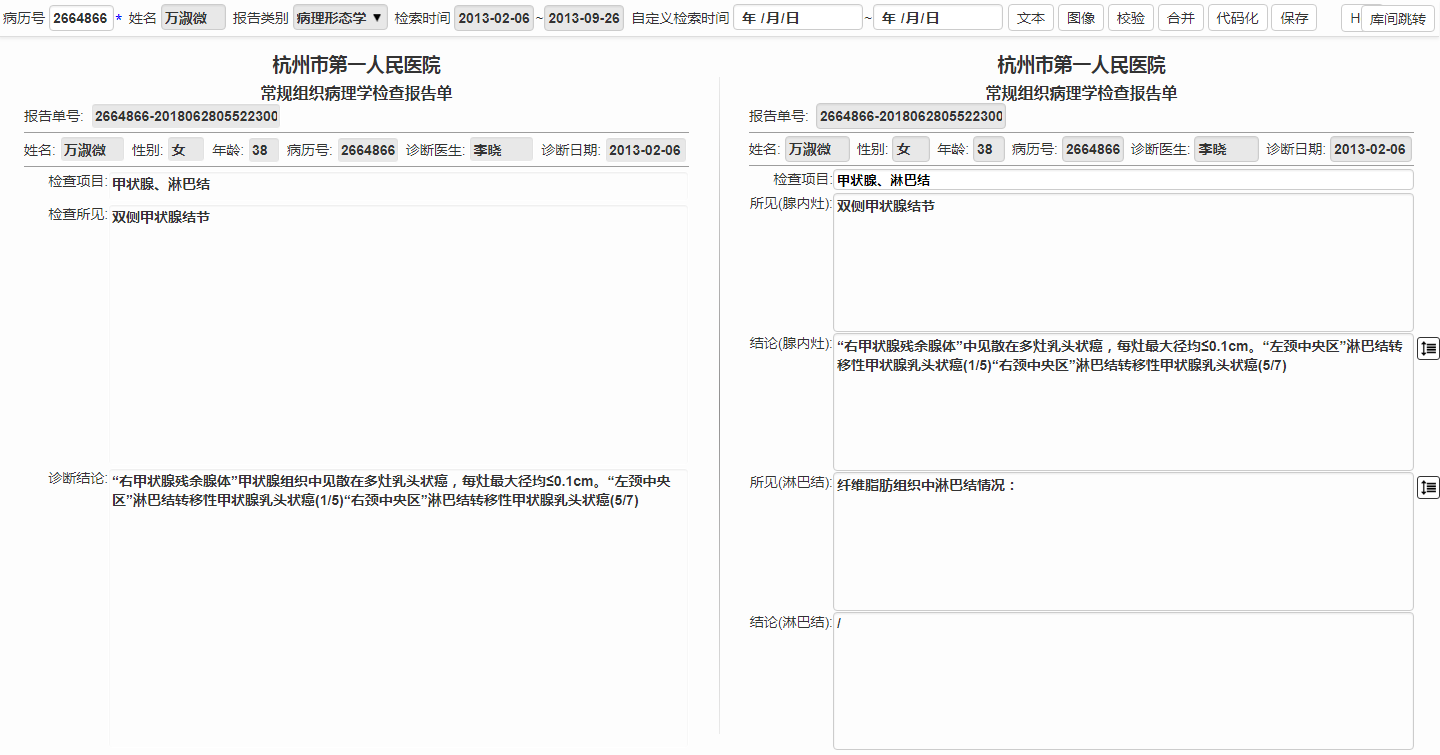 病历号 2664866 * 姓名 万淑微 报告类别 病理形态学 ▼ 检索时间 2013-02-06 ~ 2013-09-26 自定义检索时间 年 /月/日 ~ 年 /月/日 文本 图像 校验 合并 代码化 保存 H 库间跳转
杭州市第一人民医院
常规组织病理学检查报告单
报告单号: 2664866-2018062805522300
姓名: 万淑微 性别: 女 年龄: 38 病历号: 2664866 诊断医生: 李晓 诊断日期: 2013-02-06
检查项目: 甲状腺、淋巴结
检查所见: 双侧甲状腺结节
诊断结论: “右甲状腺残余腺体”甲状腺组织中见散在多灶乳头状癌，每灶最大径均≦0.1cm。“左颈中央
区”淋巴结转移性甲状腺乳头状癌(1/5)“右颈中央区”淋巴结转移性甲状腺乳头状癌(5/7)
杭州市第一人民医院
常规组织病理学检查报告单
报告单号: 2664866-2018062805522300
姓名: 万淑微 性别: 女 年龄: 38 病历号: 2664866 诊断医生: 李晓 诊断日期: 2013-02-06
检查项目: 甲状腺、淋巴结
所见(腺内灶): 双侧甲状腺结节
结论(腺内灶): “右甲状腺残余腺体”中见散在多灶乳头状癌，每灶最大径均≦0.1cm。“左颈中央区”淋巴结转
移性甲状腺乳头状癌(1/5)“右颈中央区”淋巴结转移性甲状腺乳头状癌(5/7)
所见(淋巴结): 纤维脂肪组织中淋巴结情况：
结论(淋巴结): /